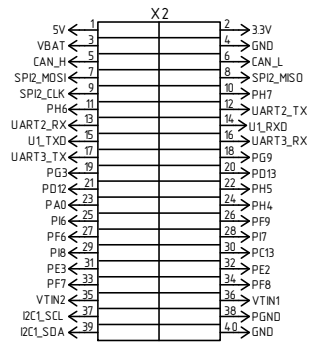 X2
5V 1 2 3.3V
VBAT 3 4 GND
CAN_H 5 6 CAN_L
SPI2_MOSI 7 8 SPI2_MISO
SPI2_CLK 9 10 PH7
PH6 11 12 UART2_TX
UART2_RX 13 14 U1_RXD
U1_TXD 15 16 UART3_RX
UART3_TX 17 18 PG9
PG3 19 20 PD13
PD12 21 22 PH5
PA0 23 24 PH4
PI6 25 26 PF9
PF6 27 28 PI7
PI8 29 30 PC13
PE3 31 32 PE2
PF7 33 34 PF8
VTIN2 35 36 VTIN1
I2C1_SCL 37 38 PGND
I2C1_SDA 39 40 GND